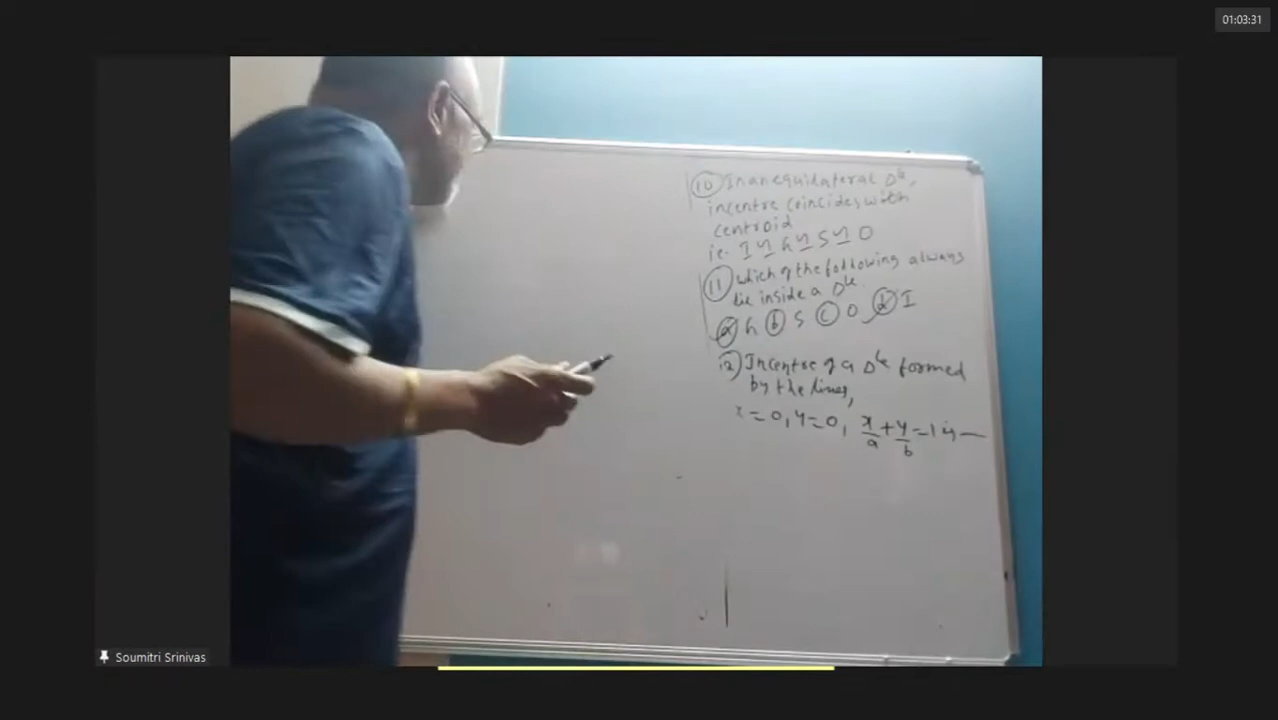 01:03:31
(10) In an equilateral Δle,
incentre coincides with
centroid
ie. I ≌ G ≌ S ≌ O
(11) which of the following always
lie inside a Δle.
(a) G (b) S (c) O (d) I
(12) Incentre of a Δle formed
by the lines,
x=0, y=0, x/a + y/b = 1 is —
Soumitri Srinivas